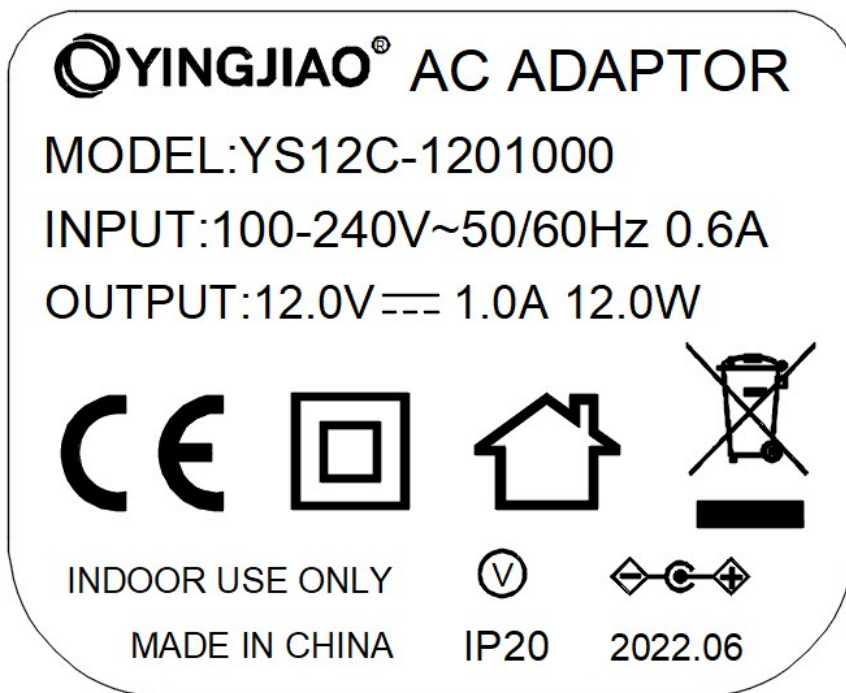 YINGJIAO® AC ADAPTOR
MODEL:YS12C-1201000
INPUT:100-240V~50/60Hz 0.6A
OUTPUT:12.0V⎓ 1.0A 12.0W
CE
INDOOR USE ONLY V
MADE IN CHINA IP20 2022.06